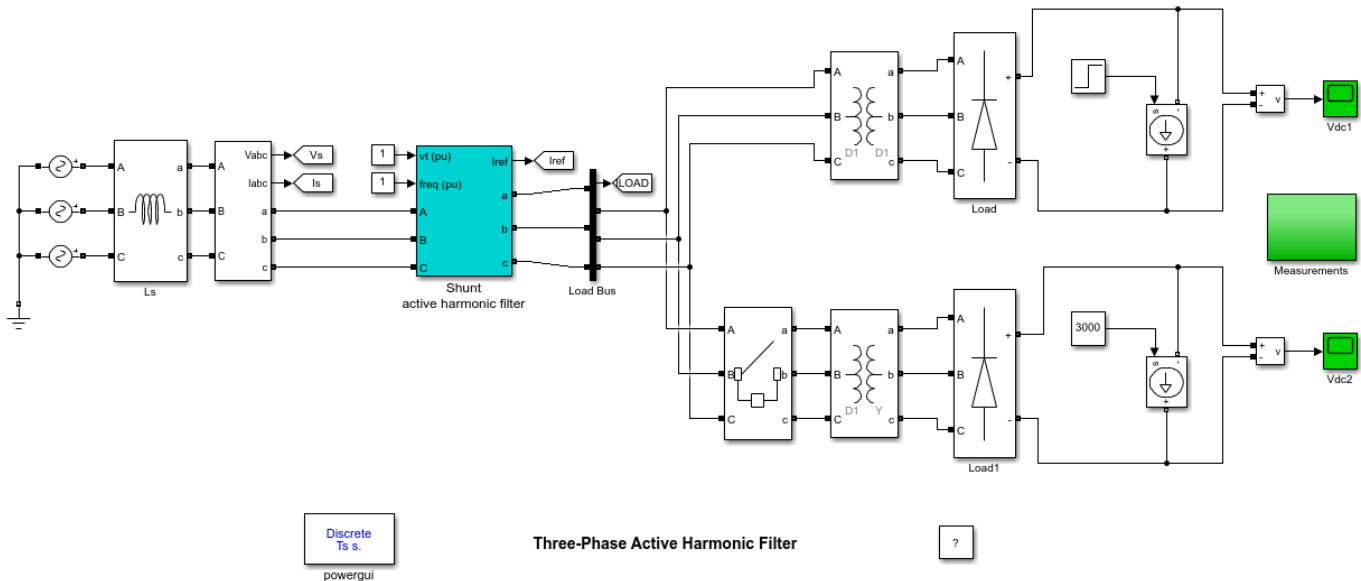 A
B
C
a
b
c
Ls
A
B
C
Vabc
Iabc
a
b
c
Vs
Is
1
1
vt (pu)
freq (pu)
A
B
C
Iref
a
b
c
Shunt
active harmonic filter
Iref
ILOAD
Load Bus
A
B
C
a
b
c
D1 D1
A
B
C
+
-
Load
s
-
+
+
-
v
Vdc1
Measurements
A
B
C
a
b
c
A
B
C
a
b
c
D1 Y
A
B
C
+
-
Load1
3000
s
-
+
+
-
v
Vdc2
Discrete
Ts s.
powergui
Three-Phase Active Harmonic Filter
?